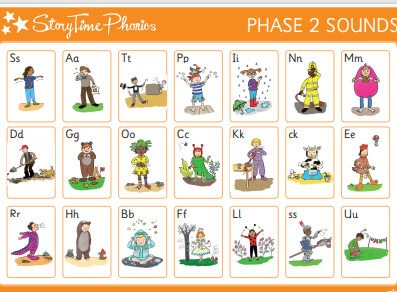 StoryTime Phonics
PHASE 2 SOUNDS
Ss Aa Tt Pp Ii Nn Mm
Dd Gg Oo Cc Kk ck Ee
Rr Hh Bb Ff Ll ss Uu